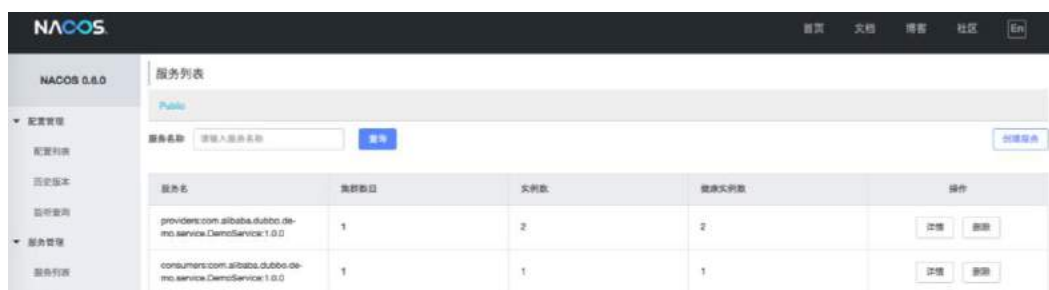 NACOS.
首页 文档 博客 社区 En
NACOS 0.6.0
服务列表
Public
配置管理
服务名称 请输入服务名称 查询 创建服务
配置列表
历史版本
监听查询
服务管理
服务列表
服务名 集群数目 实例数 健康实例数 操作
providers:com.alibaba.dubbo.de-
mo.service.DemoService:1.0.0 1 2 2 详情 删除
consumers:com.alibaba.dubbo.de-
mo.service.DemoService:1.0.0 1 1 1 详情 删除